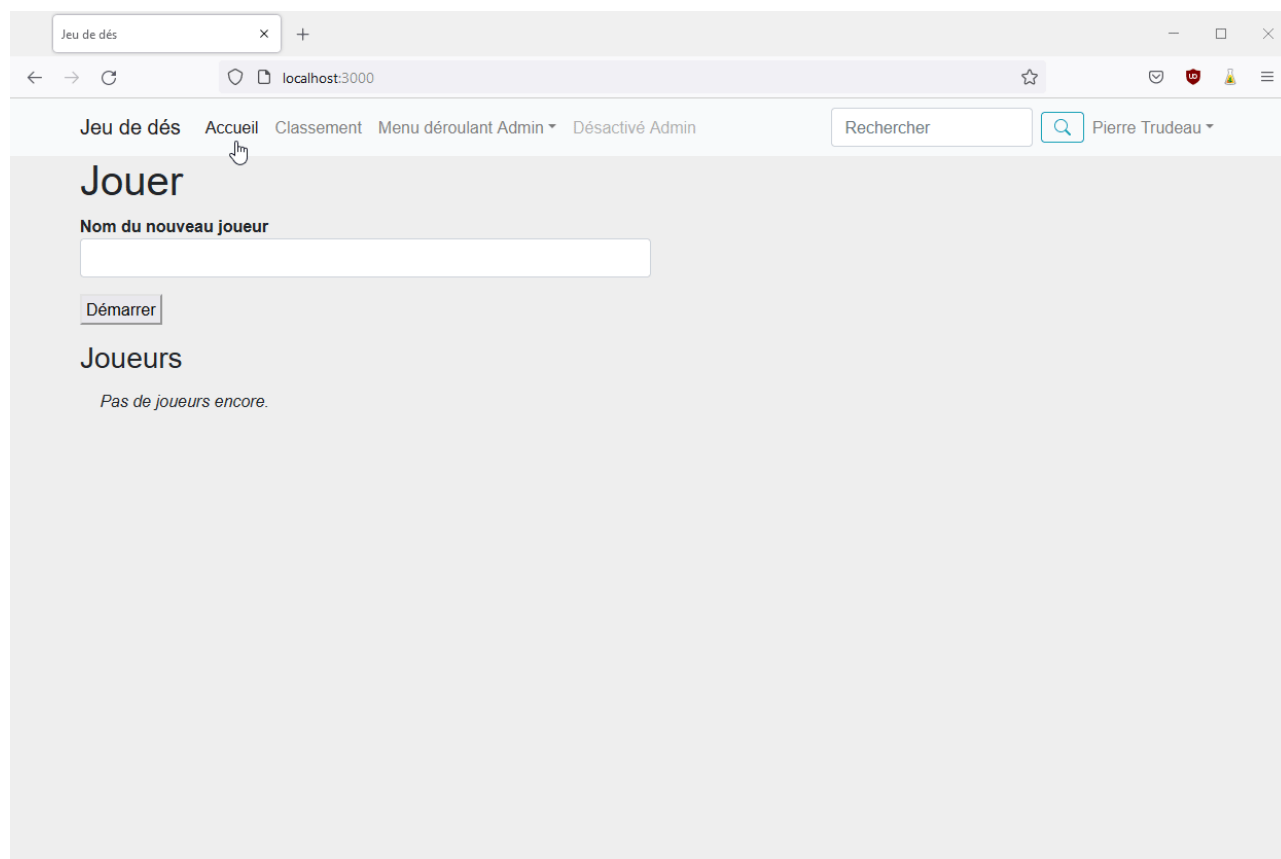 Jeu de dés
localhost:3000
Jeu de dés Accueil Classement Menu déroulant Admin Désactivé Admin Rechercher Pierre Trudeau
Jouer
Nom du nouveau joueur
Démarrer
Joueurs
Pas de joueurs encore.